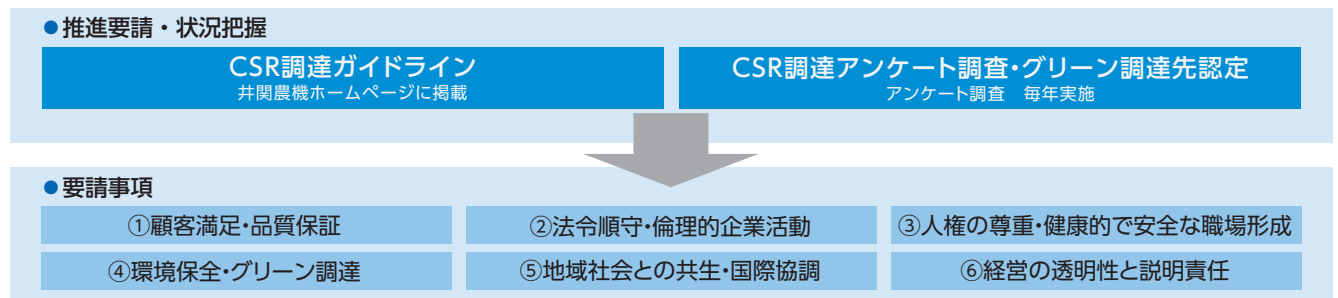 ●推進要請・状況把握
CSR調達ガイドライン
井関農機ホームページに掲載
CSR調達アンケート調査・グリーン調達先認定
アンケート調査　毎年実施
●要請事項
①顧客満足・品質保証
②法令順守・倫理的企業活動
③人権の尊重・健康的で安全な職場形成
④環境保全・グリーン調達
⑤地域社会との共生・国際協調
⑥経営の透明性と説明責任